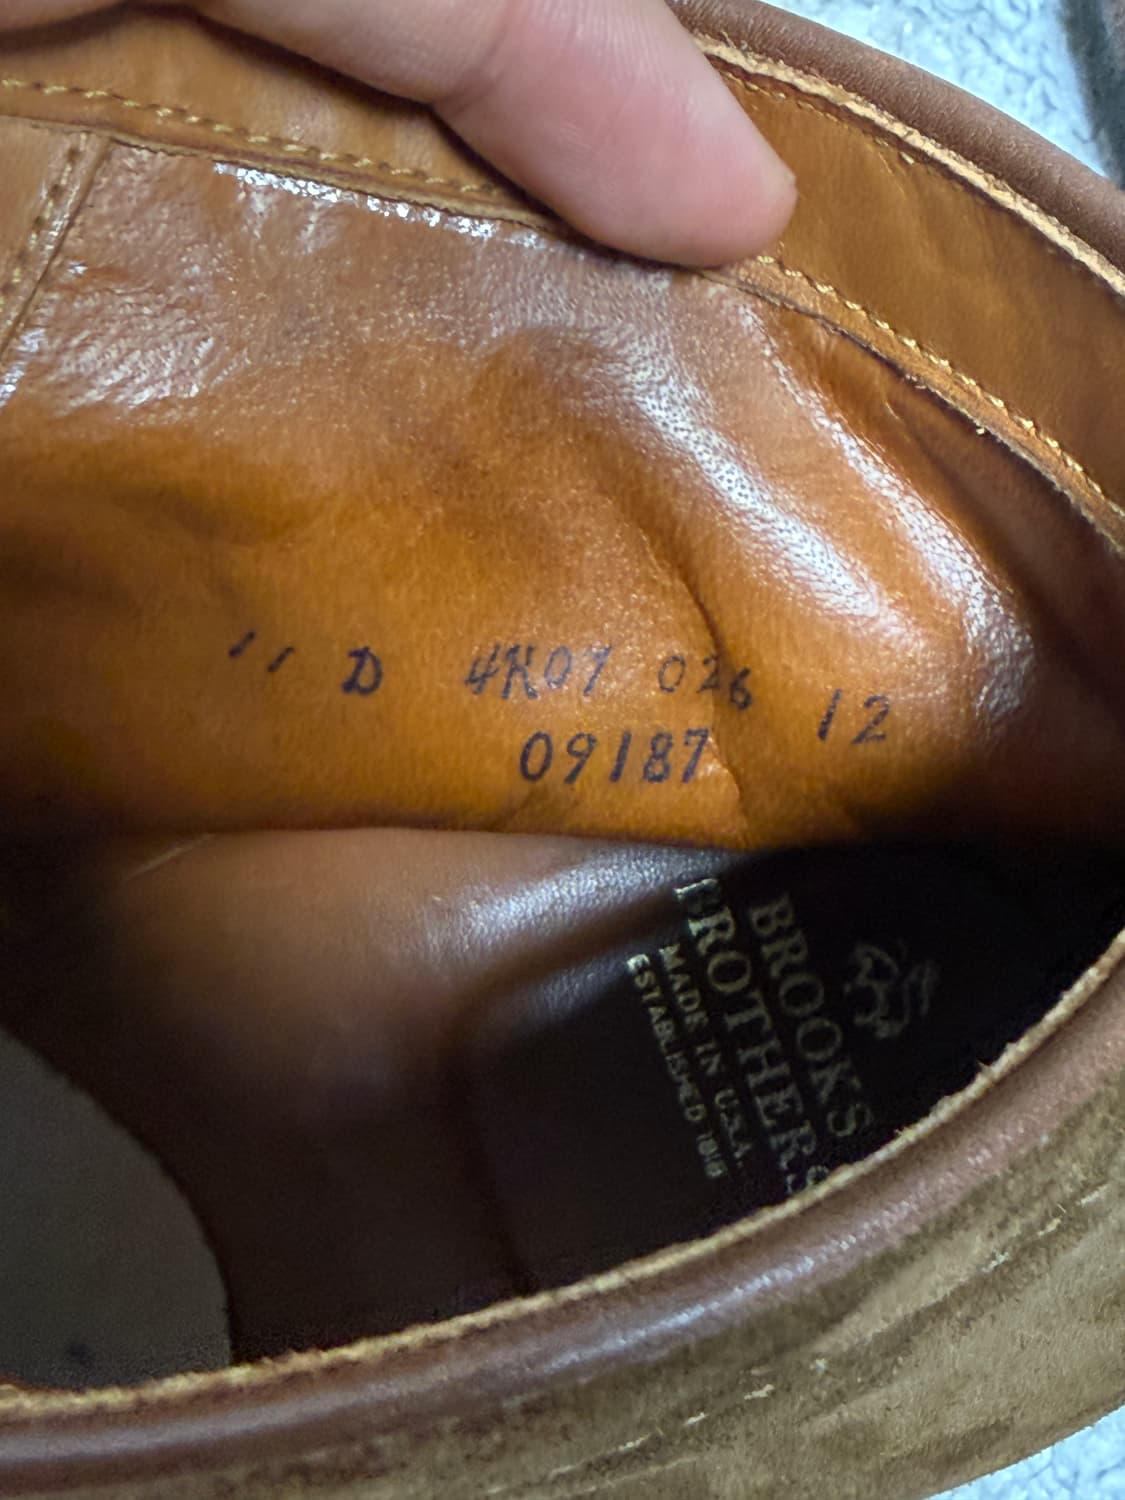 11 D 4K07 026 12
09187
BROOKS
BROTHERS
MADE IN U.S.A.
ESTABLISHED 1818